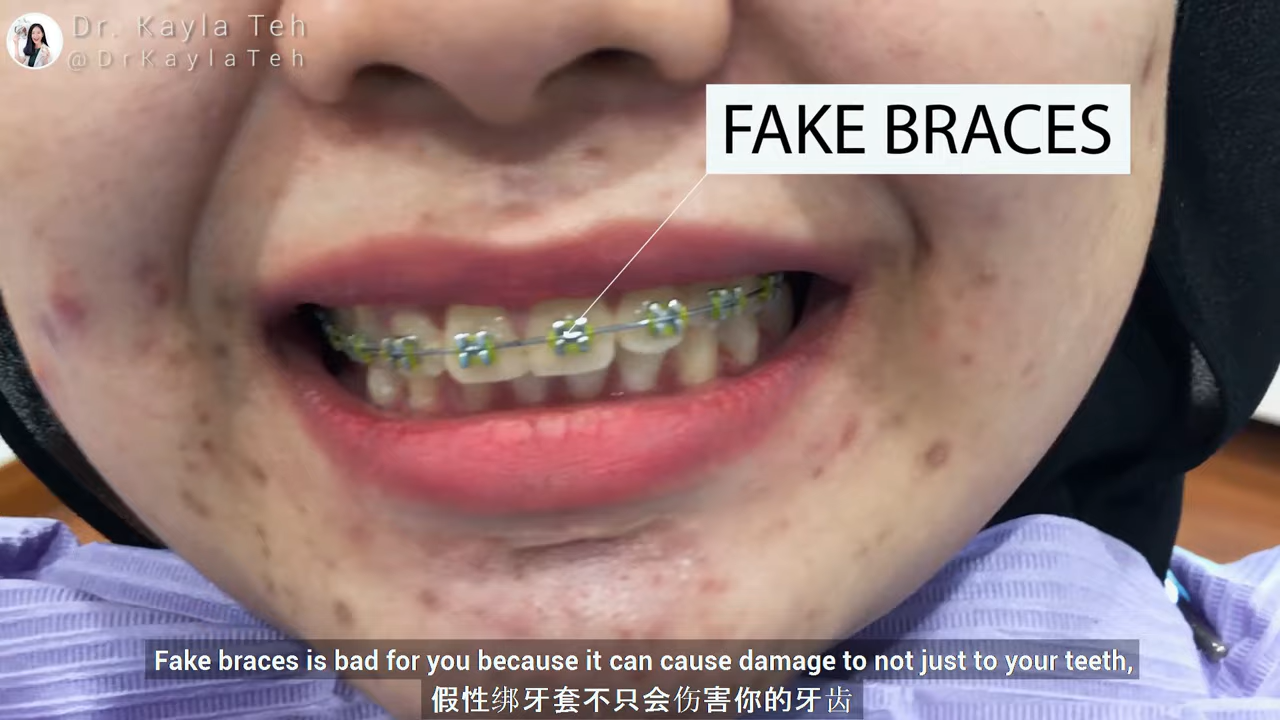 Dr. Kayla Teh
@DrKaylaTeh
FAKE BRACES
Fake braces is bad for you because it can cause damage to not just to your teeth,
假性绑牙套不只会伤害你的牙齿